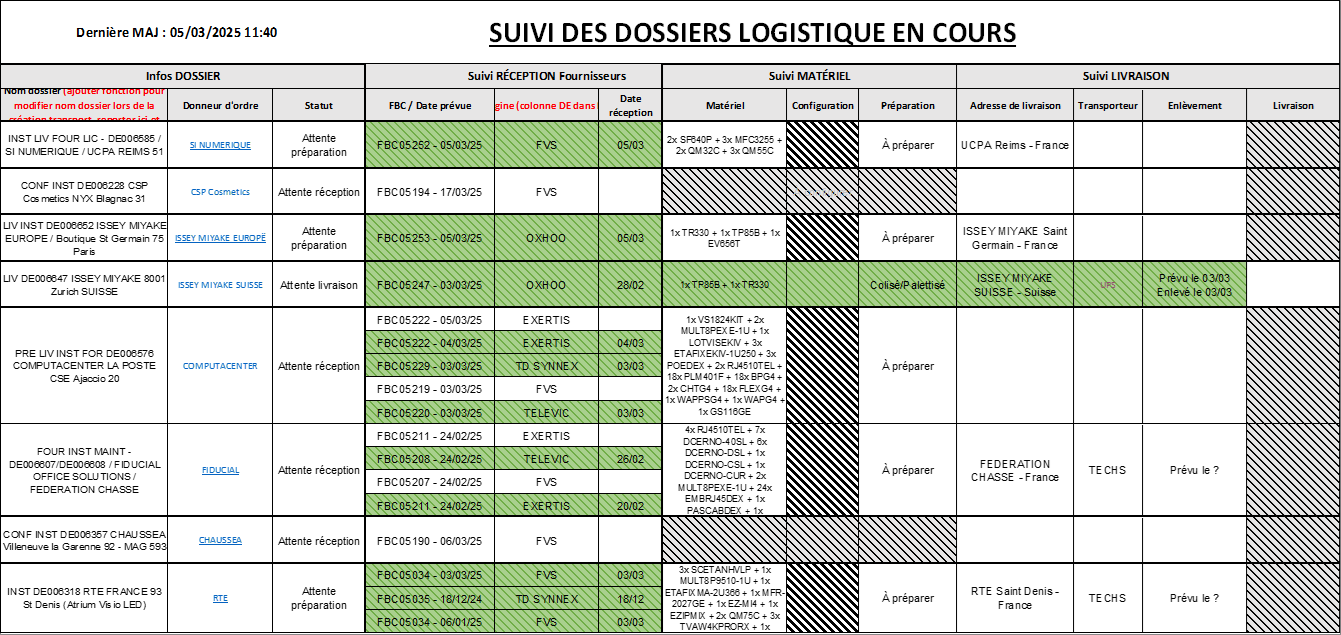 Dernière MAJ : 05/03/2025 11:40
SUIVI DES DOSSIERS LOGISTIQUE EN COURS
Infos DOSSIER
Suivi RÉCEPTION Fournisseurs
Suivi MATÉRIEL
Suivi LIVRAISON
Nom dossier (ajouter fonction pour
modifier nom dossier lors de la
création transport, reporter ici et
Donneur d'ordre
Statut
FBC / Date prévue
gine (colonne DE dans
Date
réception
Matériel
Configuration
Préparation
Adresse de livraison
Transporteur
Enlèvement
Livraison
INST LIV FOUR LIC - DE006585 /
SI NUMERIQUE / UCPA REIMS 51
SI NUMERIQUE
Attente
préparation
FBC05252 - 05/03/25
FVS
05/03
2x SF640P + 3x MFC3255 +
2x QM32C + 3x QM55C
À préparer
UCPA Reims - France
CONF INST DE006228 CSP
Cosmetics NYX Blagnac 31
CSP Cosmetics
Attente réception
FBC05194 - 17/03/25
FVS
LIV INST DE006652 ISSEY MIYAKE
EUROPE / Boutique St Germain 75
Paris
ISSEY MIYAKE EUROPE
Attente
préparation
FBC05253 - 05/03/25
OXHOO
05/03
1x TR330 + 1x TP85B + 1x
EV656T
À préparer
ISSEY MIYAKE Saint
Germain - France
LIV DE006647 ISSEY MIYAKE 8001
Zurich SUISSE
ISSEY MIYAKE SUISSE
Attente livraison
FBC05247 - 03/03/25
OXHOO
28/02
1x TP85B + 1x TR330
Colisé/Palettisé
ISSEY MIYAKE
SUISSE - Suisse
UPS
Prévu le 03/03
Enlevé le 03/03
PRE LIV INST FOR DE006576
COMPUTACENTER LA POSTE
CSE Ajaccio 20
COMPUTACENTER
Attente réception
FBC05222 - 05/03/25
EXERTIS
FBC05222 - 04/03/25
EXERTIS
04/03
FBC05229 - 03/03/25
TD SYNNEX
03/03
FBC05219 - 03/03/25
FVS
FBC05220 - 03/03/25
TELEVIC
03/03
1x VS1824KIT + 2x
MULT8PEXE-1U + 1x
LOTVISEKIV + 3x
ETAFIXEKIV-1U250 + 3x
POEDEX + 2x RJ4510TEL +
18x PLM401F + 18x BPG4 +
2x CHTG4 + 18x FLEXG4 +
1x WAPPSG4 + 1x WAPG4 +
1x GS116GE
À préparer
FOUR INST MAINT -
DE006607/DE006608 / FIDUCIAL
OFFICE SOLUTIONS /
FEDERATION CHASSE
FIDUCIAL
Attente réception
FBC05211 - 24/02/25
EXERTIS
FBC05208 - 24/02/25
TELEVIC
26/02
FBC05207 - 24/02/25
FVS
FBC05211 - 24/02/25
EXERTIS
20/02
4x RJ4510TEL + 7x
DCERNO-40SL + 6x
DCERNO-DSL + 1x
DCERNO-CSL + 1x
DCERNO-CUR + 2x
MULT8PEXE-1U + 24x
EMBRJ45DEX + 1x
PASCABDEX + 1x
À préparer
FEDERATION
CHASSE - France
TECHS
Prévu le ?
CONF INST DE006357 CHAUSSEA
Villeneuve la Garenne 92 - MAG 593
CHAUSSEA
Attente réception
FBC05190 - 06/03/25
FVS
INST DE006318 RTE FRANCE 93
St Denis (Atrium Visio LED)
RTE
Attente
préparation
FBC05034 - 03/03/25
FVS
03/03
FBC05035 - 18/12/24
TD SYNNEX
18/12
FBC05034 - 06/01/25
FVS
03/03
3x SCETANHVLP + 1x
MULT8P9510-1U + 1x
ETAFIXMA-2U366 + 1x MFR-
2027GE + 1x EZ-MI4 + 1x
EZIPMIX + 2x QM75C + 3x
TVAW4KPRORX + 1x
À préparer
RTE Saint Denis -
France
TECHS
Prévu le ?